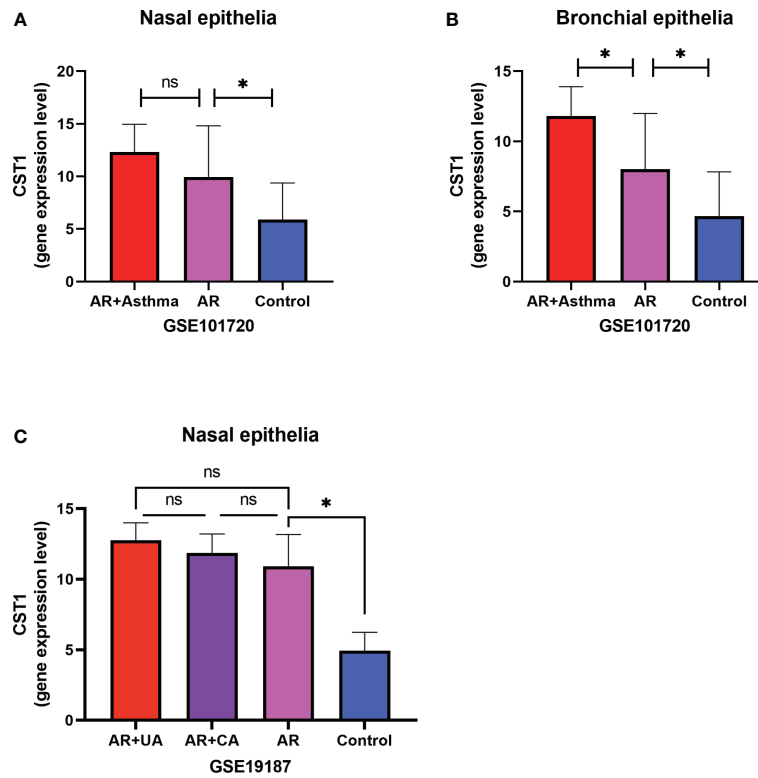 A
Nasal epithelia
CST1
(gene expression level)
20
15
10
5
0
ns
*
AR+Asthma AR Control
GSE101720
B
Bronchial epithelia
CST1
(gene expression level)
15
10
5
0
*
*
AR+Asthma AR Control
GSE101720
C
Nasal epithelia
CST1
(gene expression level)
15
10
5
0
ns
ns
ns
*
AR+UA AR+CA AR Control
GSE19187